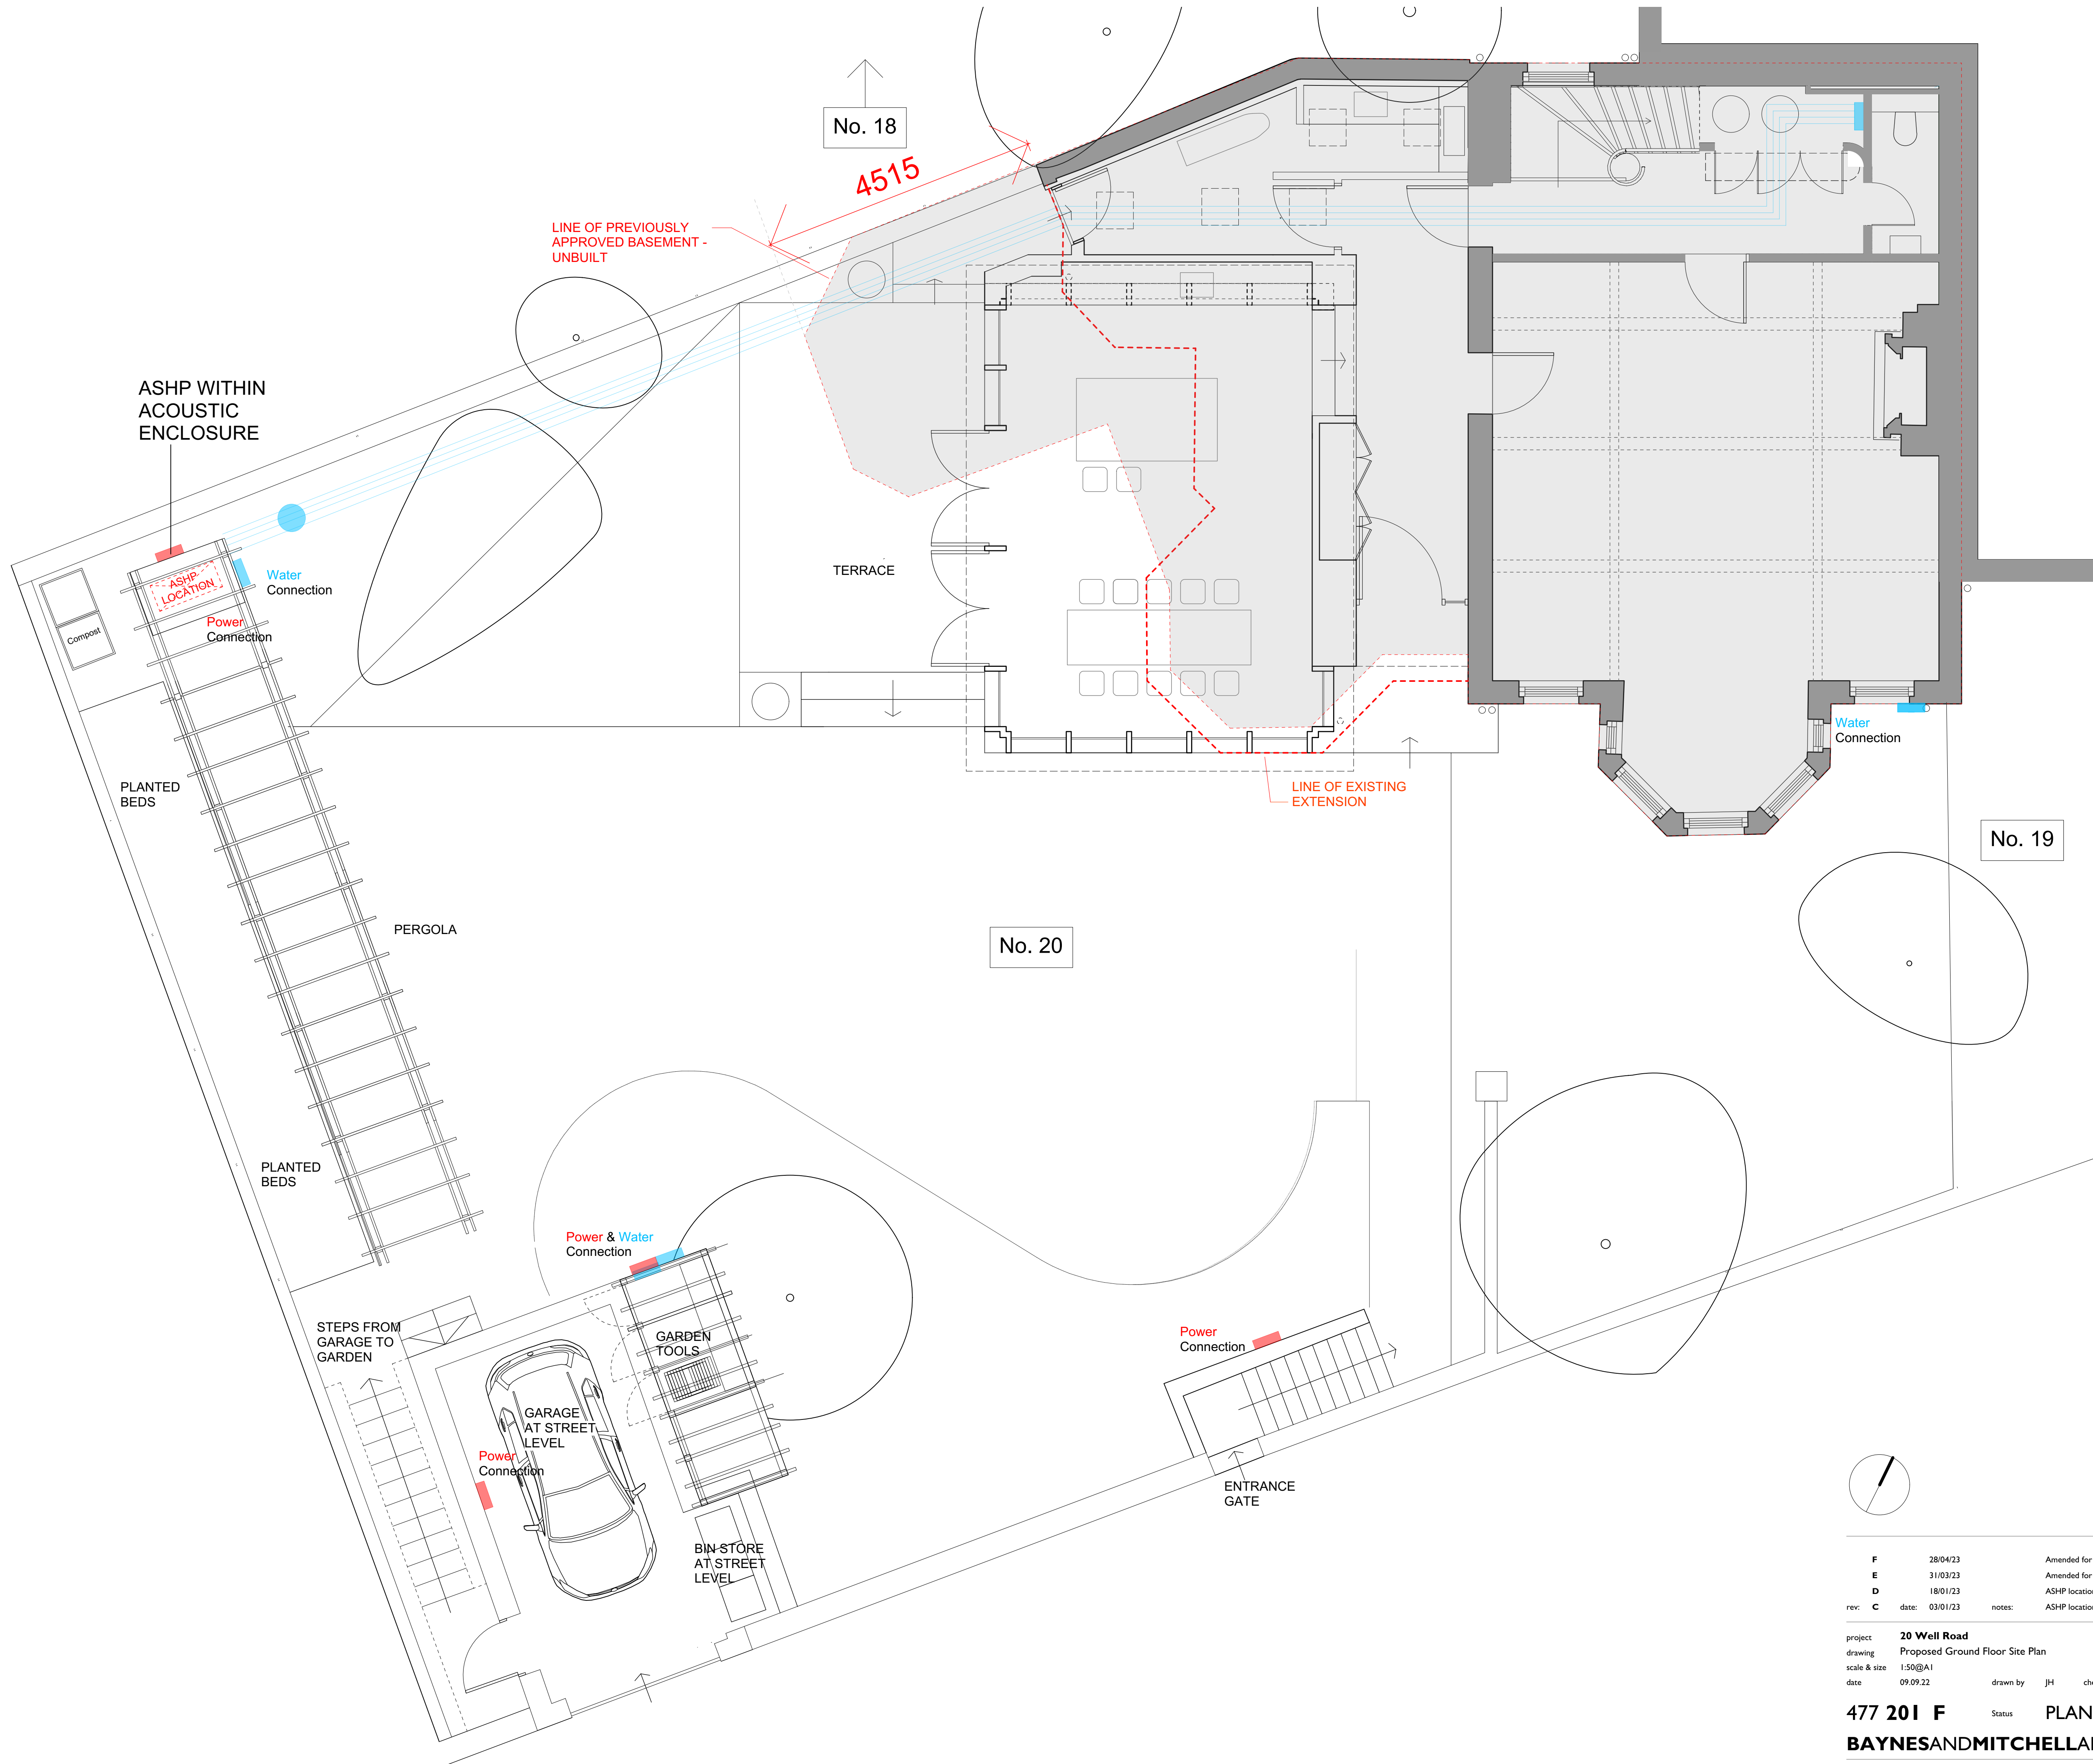 No. 18
4515
LINE OF PREVIOUSLY
APPROVED BASEMENT -
UNBUILT
ASHP WITHIN
ACOUSTIC
ENCLOSURE
ASHP
LOCATION
Water
Connection
Power
Connection
Compost
TERRACE
PLANTED
BEDS
LINE OF EXISTING
EXTENSION
Water
Connection
No. 19
PERGOLA
No. 20
PLANTED
BEDS
Power & Water
Connection
STEPS FROM
GARAGE TO
GARDEN
GARDEN
TOOLS
Power
Connection
GARAGE
AT STREET
LEVEL
Power
Connection
ENTRANCE
GATE
BIN STORE
AT STREET
LEVEL
F 28/04/23 Amended for
E 31/03/23 Amended for
D 18/01/23 ASHP location
rev: C date: 03/01/23 notes: ASHP location
project 20 Well Road
drawing Proposed Ground Floor Site Plan
scale & size 1:50@A1
date 09.09.22 drawn by JH
477 201 F Status PLAN
BAYNESANDMITCHELL